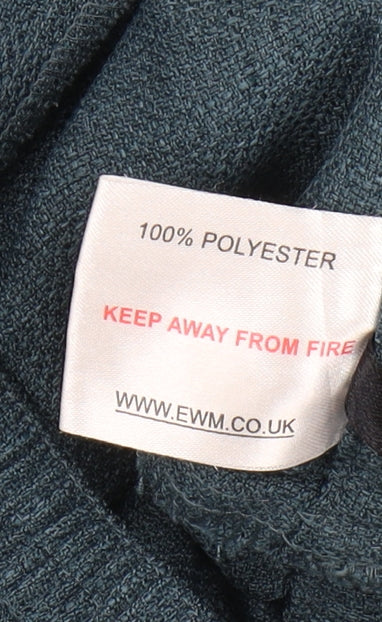 100% POLYESTER
KEEP AWAY FROM FIRE
WWW.EWM.CO.UK